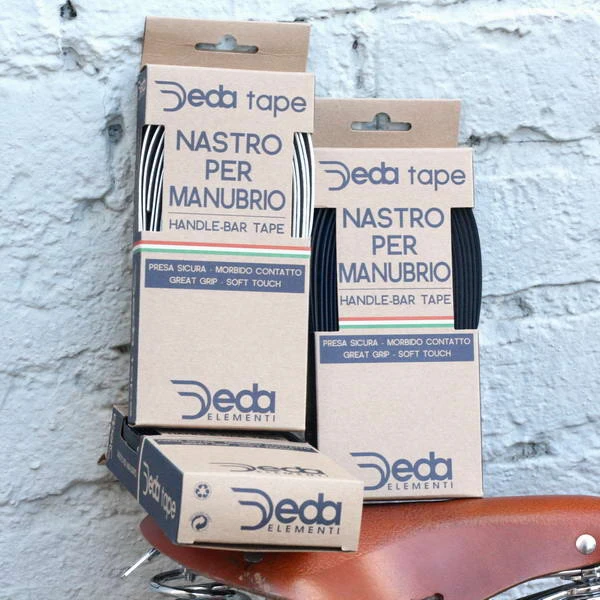 Deda tape
NASTRO
PER
MANUBRIO
HANDLE-BAR TAPE
PRESA SICURA - MORBIDO CONTATTO
GREAT GRIP - SOFT TOUCH
Deda
ELEMENTI
Deda tape
NASTRO
PER
MANUBRIO
HANDLE-BAR TAPE
PRESA SICURA - MORBIDO CONTATTO
GREAT GRIP - SOFT TOUCH
Deda
ELEMENTI
Deda tape
Deda
ELEMENTI